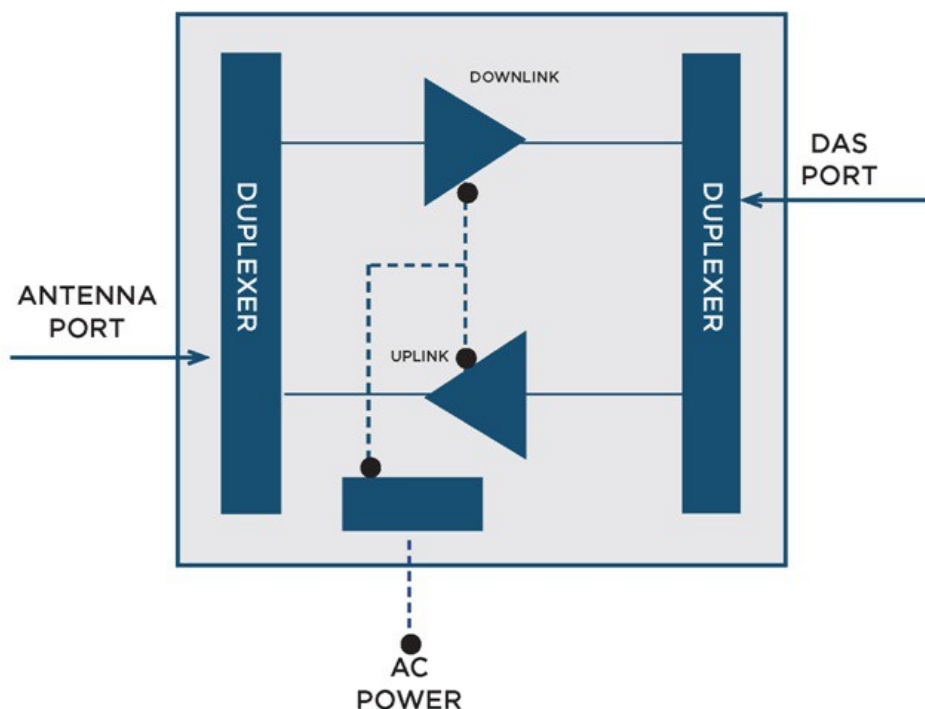 DOWNLINK
DUPLEXER
DUPLEXER
DAS
PORT
ANTENNA
PORT
UPLINK
AC
POWER